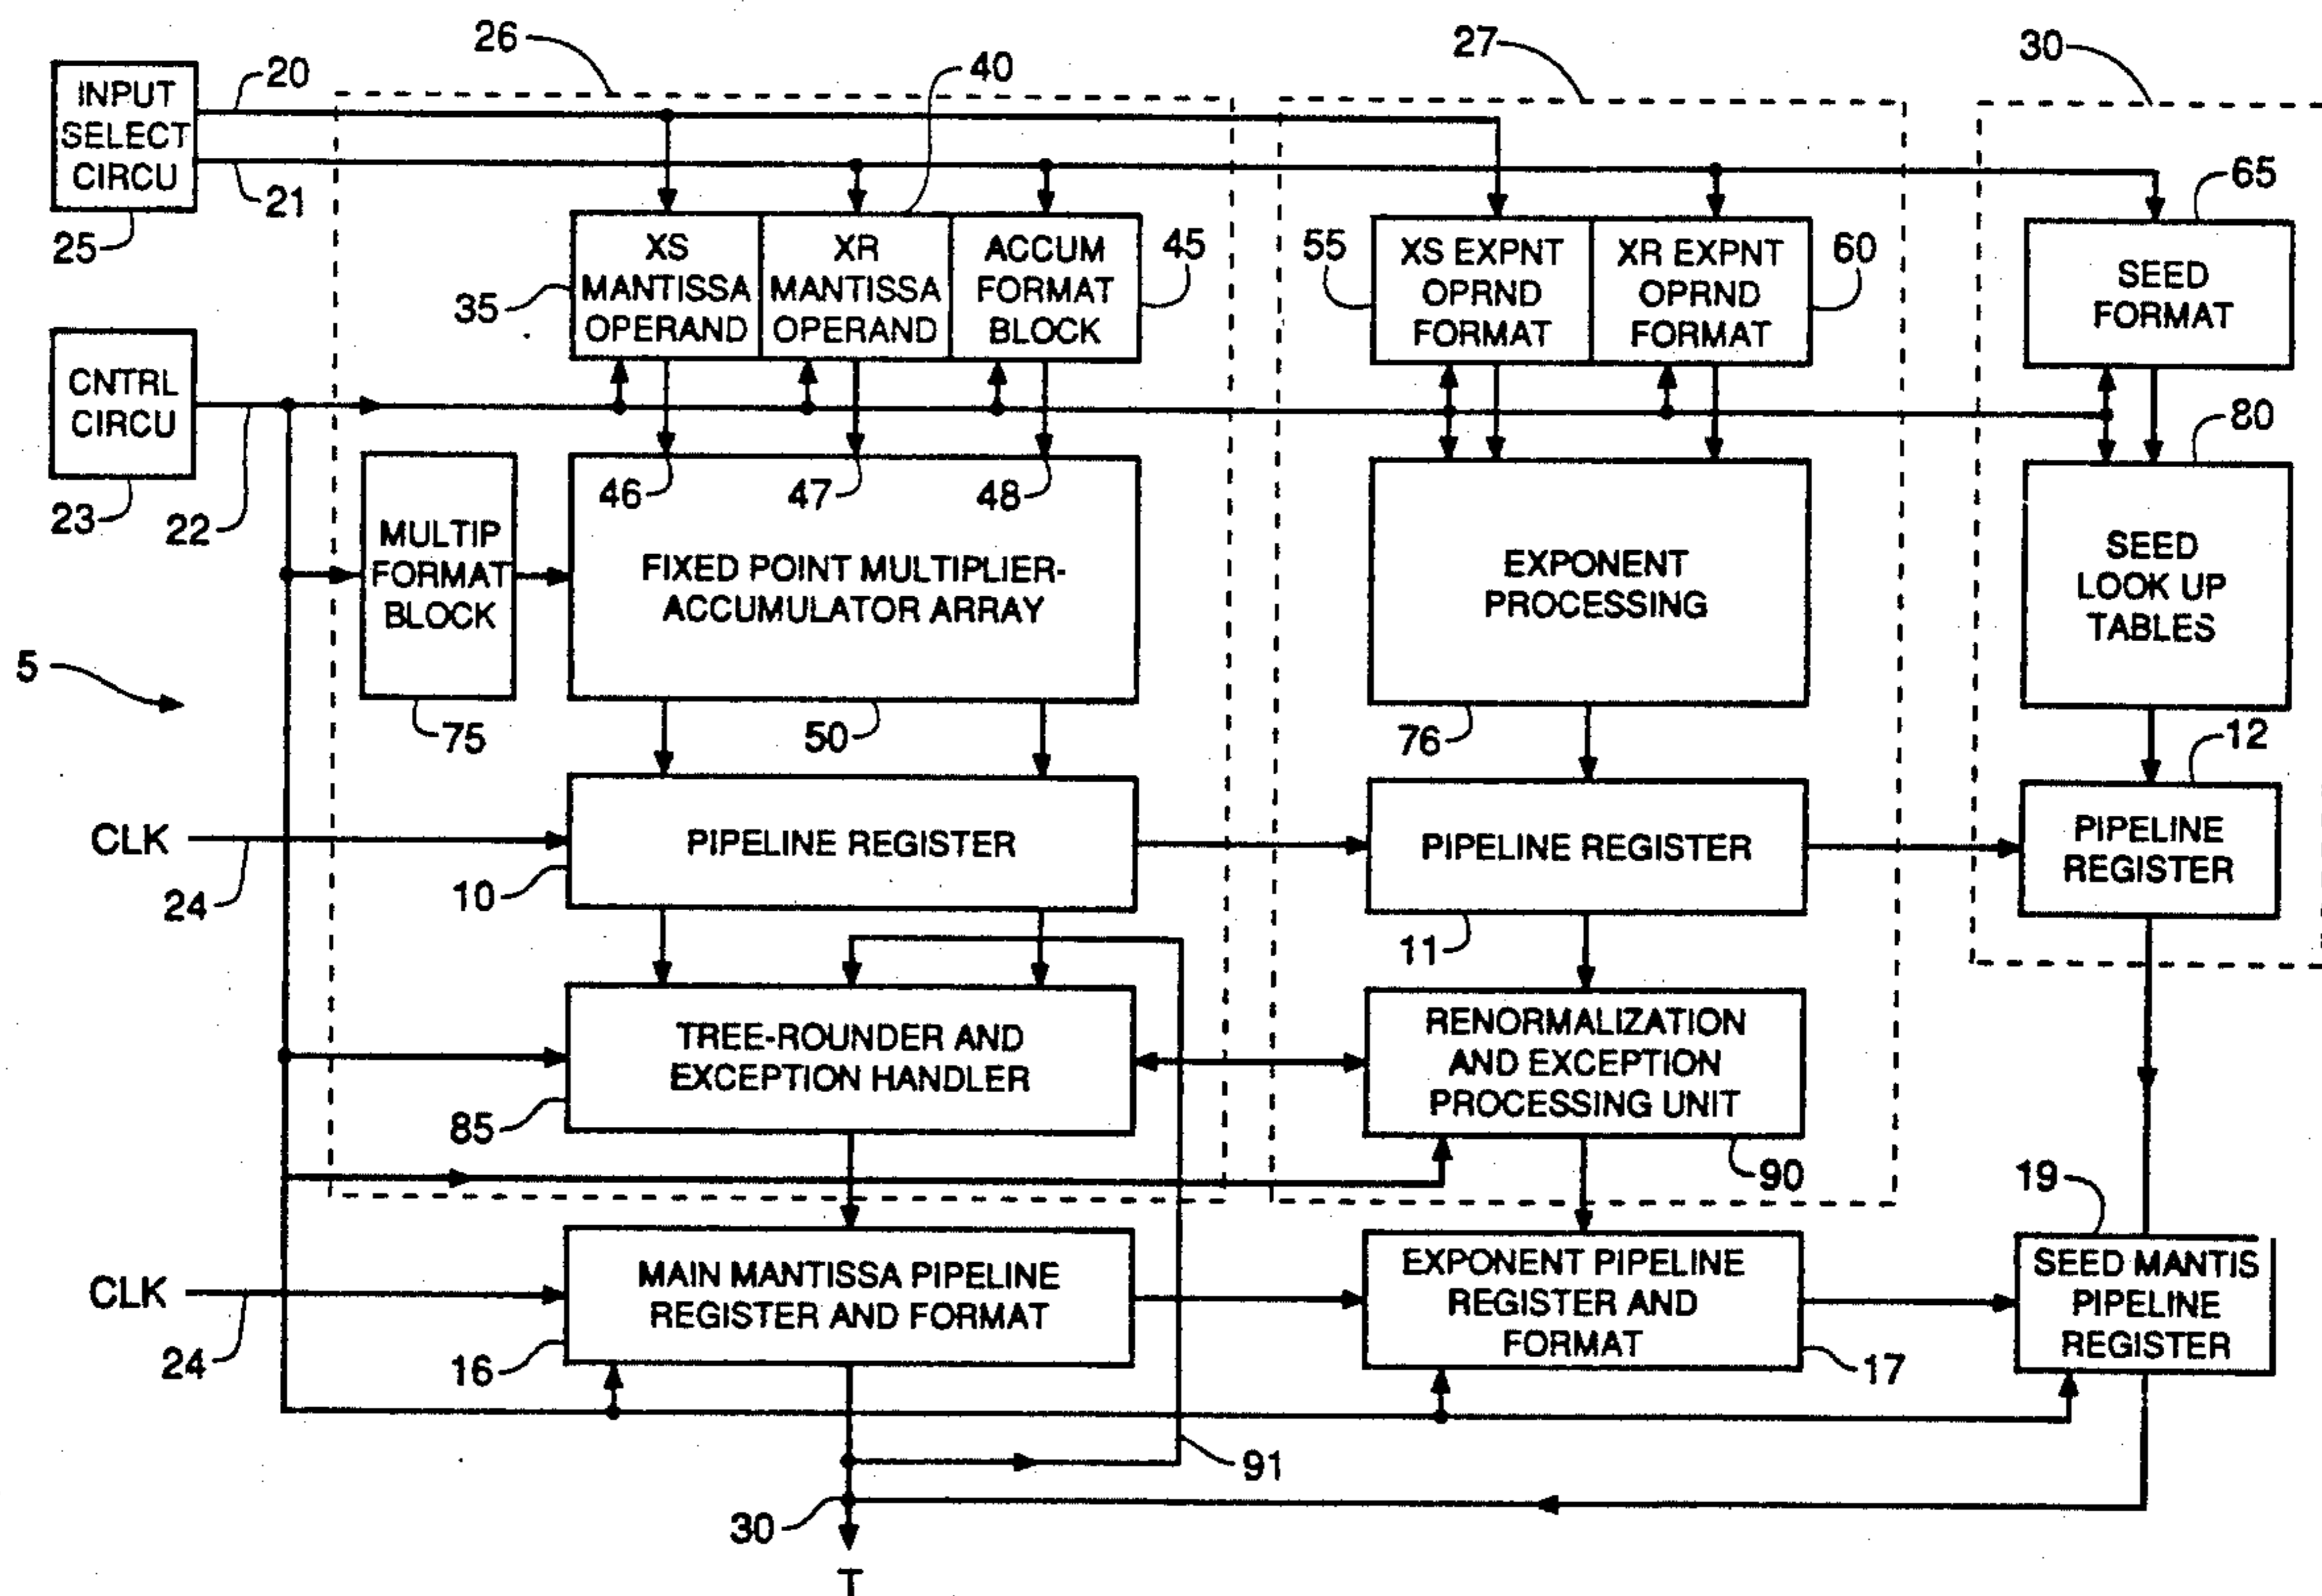 26
27
30
20
40
INPUT
SELECT
CIRCU
21
25
65
XS
MANTISSA
OPERAND
35
XR
MANTISSA
OPERAND
ACCUM
FORMAT
BLOCK
45
55
XS EXPNT
OPRND
FORMAT
XR EXPNT
OPRND
FORMAT
60
SEED
FORMAT
CNTRL
CIRCU
23
22
80
46
47
48
MULTIP
FORMAT
BLOCK
75
FIXED POINT MULTIPLIER-
ACCUMULATOR ARRAY
50
EXPONENT
PROCESSING
76
SEED
LOOK UP
TABLES
12
5
CLK
24
PIPELINE REGISTER
10
PIPELINE REGISTER
11
PIPELINE
REGISTER
TREE-ROUNDER AND
EXCEPTION HANDLER
85
RENORMALIZATION
AND EXCEPTION
PROCESSING UNIT
90
19
CLK
24
MAIN MANTISSA PIPELINE
REGISTER AND FORMAT
16
EXPONENT PIPELINE
REGISTER AND
FORMAT
17
SEED MANTIS
PIPELINE
REGISTER
91
30
T